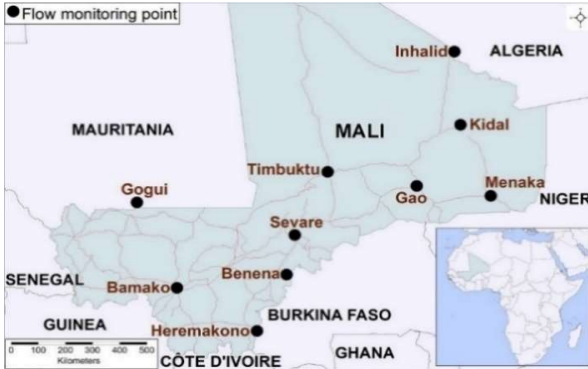 Flow monitoring point
Inhalid
ALGERIA
Kidal
MAURITANIA
MALI
Timbuktu
Gogui
Gao
Menaka
NIGER
Sevare
SENEGAL
Bamako
Benena
BURKINA FASO
GUINEA
Heremakono
0 100 200 300 400 500
Kilometers
CÔTE D'IVOIRE
GHANA